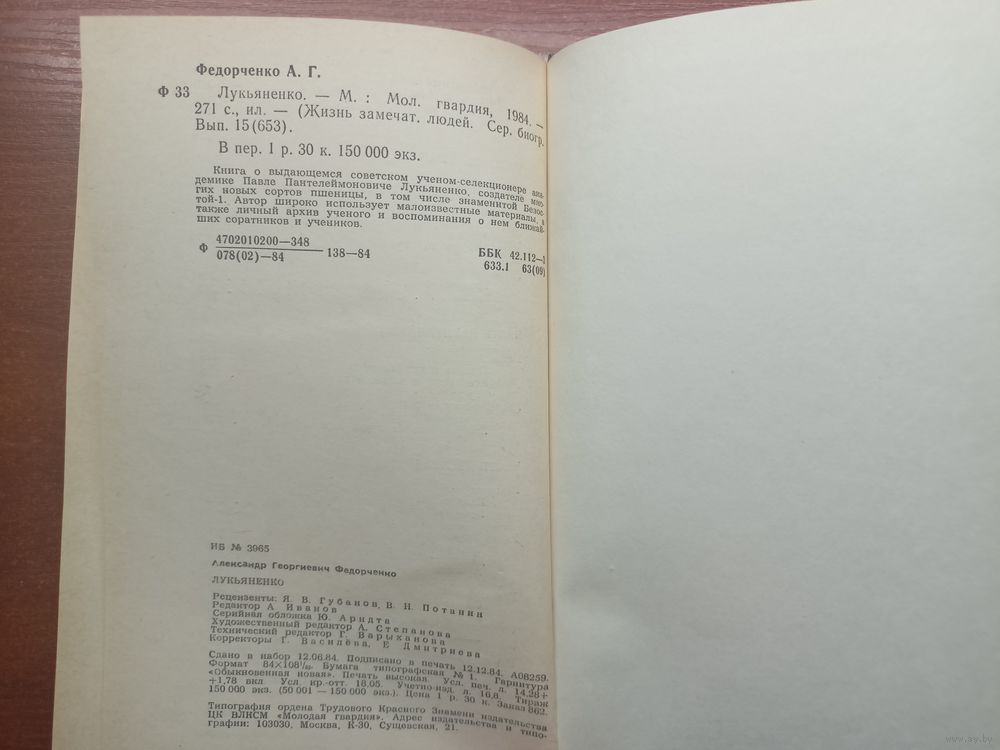 Федорченко А. Г.
Ф 33 Лукьяненко. — М. : Мол. гвардия, 1984. —
271 с., ил. — (Жизнь замечат. людей. Сер. биогр.
Вып. 15(653).
В пер. 1 р. 30 к. 150 000 экз.
Книга о выдающемся советском ученом-селекционере ака-
демике Павле Пантелеймоновиче Лукьяненко, создателе мно-
гих новых сортов пшеницы, в том числе знаменитой Безос-
той-1. Автор широко использует малоизвестные материалы, а
также личный архив ученого и воспоминания о нем ближай-
ших соратников и учеников.
Ф 4702010200—348
078(02)—84 138—84
ББК 42.112—
633.1 63(09)
ИБ № 3965
Александр Георгиевич Федорченко
ЛУКЬЯНЕНКО
Рецензенты: Я. В. Губанов, В. Н. Потанин
Редактор А. Иванов
Серийная обложка Ю. Арндта
Художественный редактор А. Степанова
Технический редактор Г. Варыханова
Корректоры Г. Василёва, Е. Дмитриева
Сдано в набор 12.06.84. Подписано в печать 12.12.84. А08259.
Формат 84×108¹/₃₂. Бумага типографская № 1. Гарнитура
«Обыкновенная новая». Печать высокая. Усл. печ. л. 14,28+
+1,78 вкл. Усл. кр.-отт. 18,05. Учетно-изд. л. 16,8. Тираж
150 000 экз. (50 001 — 150 000 экз.). Цена 1 р. 30 к. Заказ 862.
Типография ордена Трудового Красного Знамени издательства
ЦК ВЛКСМ «Молодая гвардия». Адрес издательства и типо-
графии: 103030, Москва, К-30, Сущевская, 21.
www.av.by